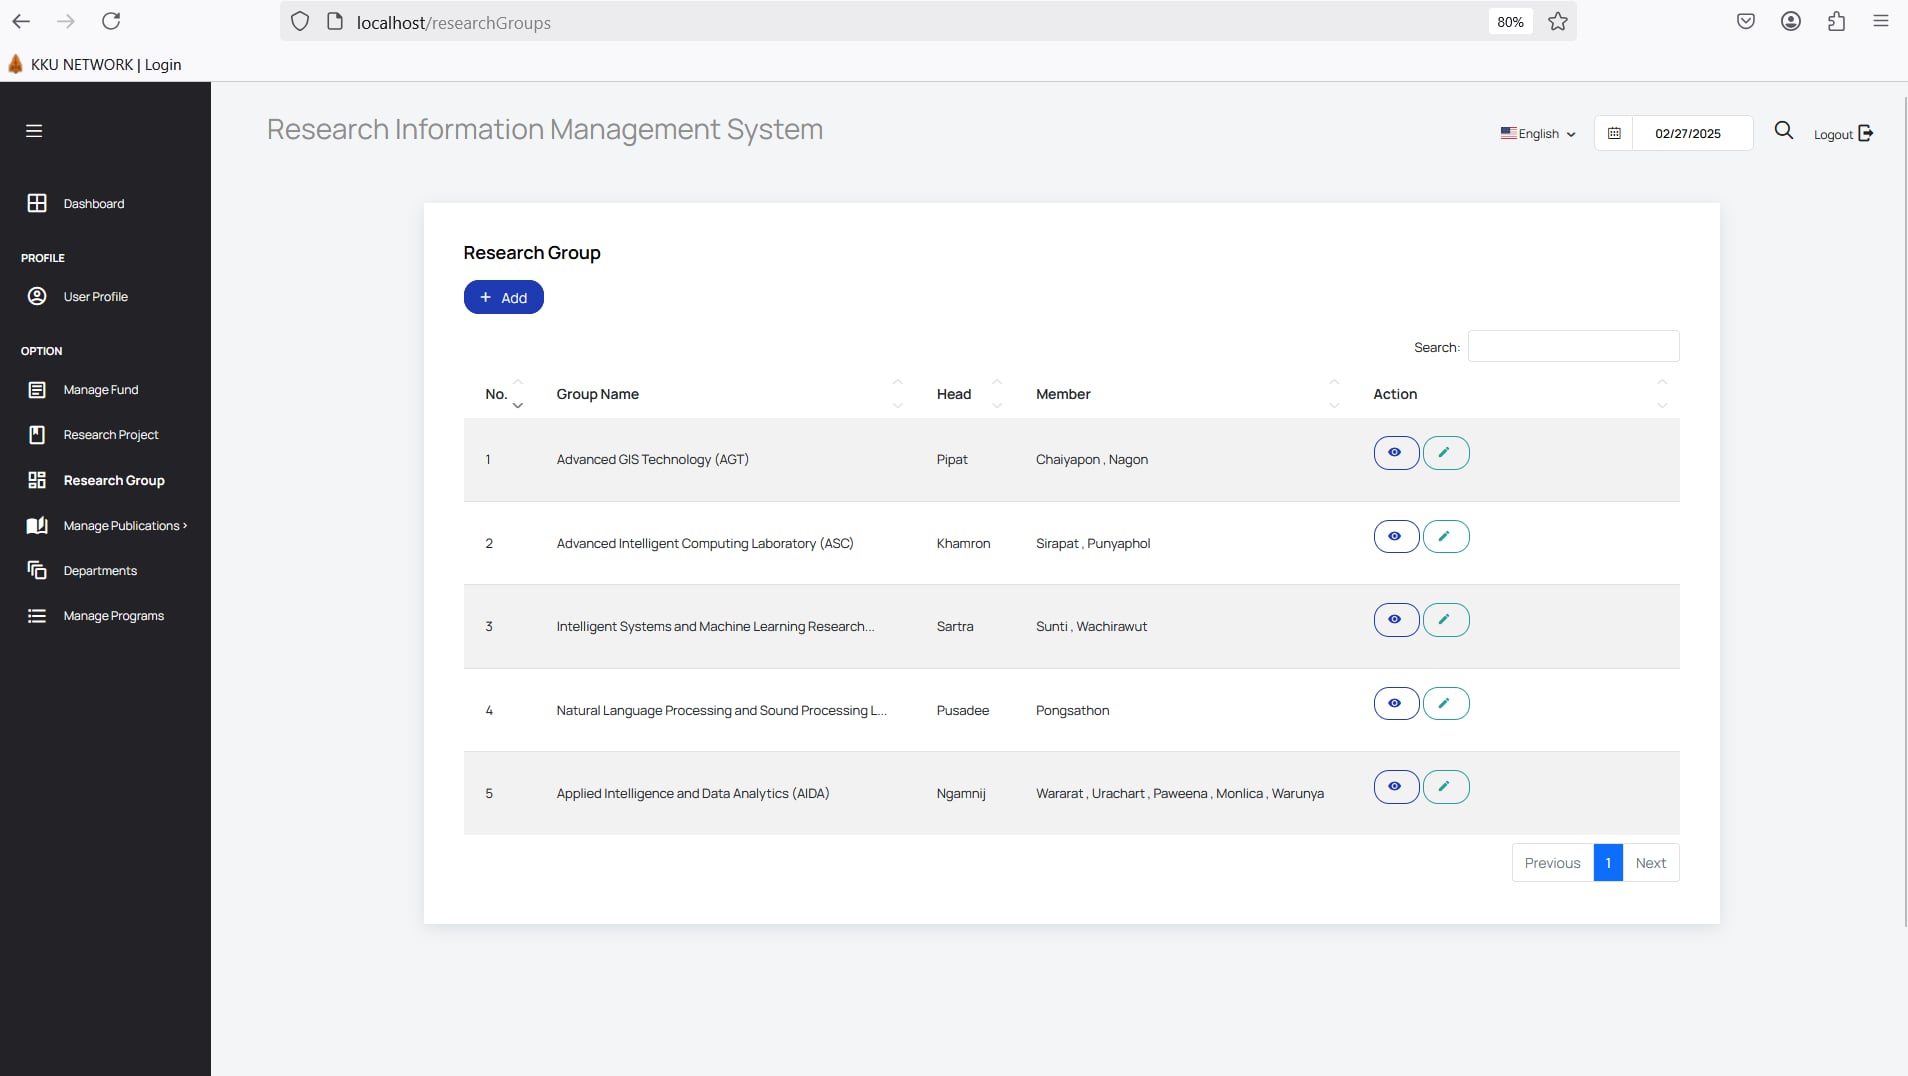 localhost/researchGroups
80%
KKU NETWORK | Login
Research Information Management System
English
02/27/2025
Logout
Dashboard
PROFILE
User Profile
OPTION
Manage Fund
Research Project
Research Group
Manage Publications ›
Departments
Manage Programs
Research Group
+ Add
Search:
No. Group Name Head Member Action
1 Advanced GIS Technology (AGT) Pipat Chaiyapon , Nagon
2 Advanced Intelligent Computing Laboratory (ASC) Khamron Sirapat , Punyaphol
3 Intelligent Systems and Machine Learning Research... Sartra Sunti , Wachirawut
4 Natural Language Processing and Sound Processing L... Pusadee Pongsathon
5 Applied Intelligence and Data Analytics (AIDA) Ngamnij Wararat , Urachart , Paweena , Monlica , Warunya
Previous 1 Next